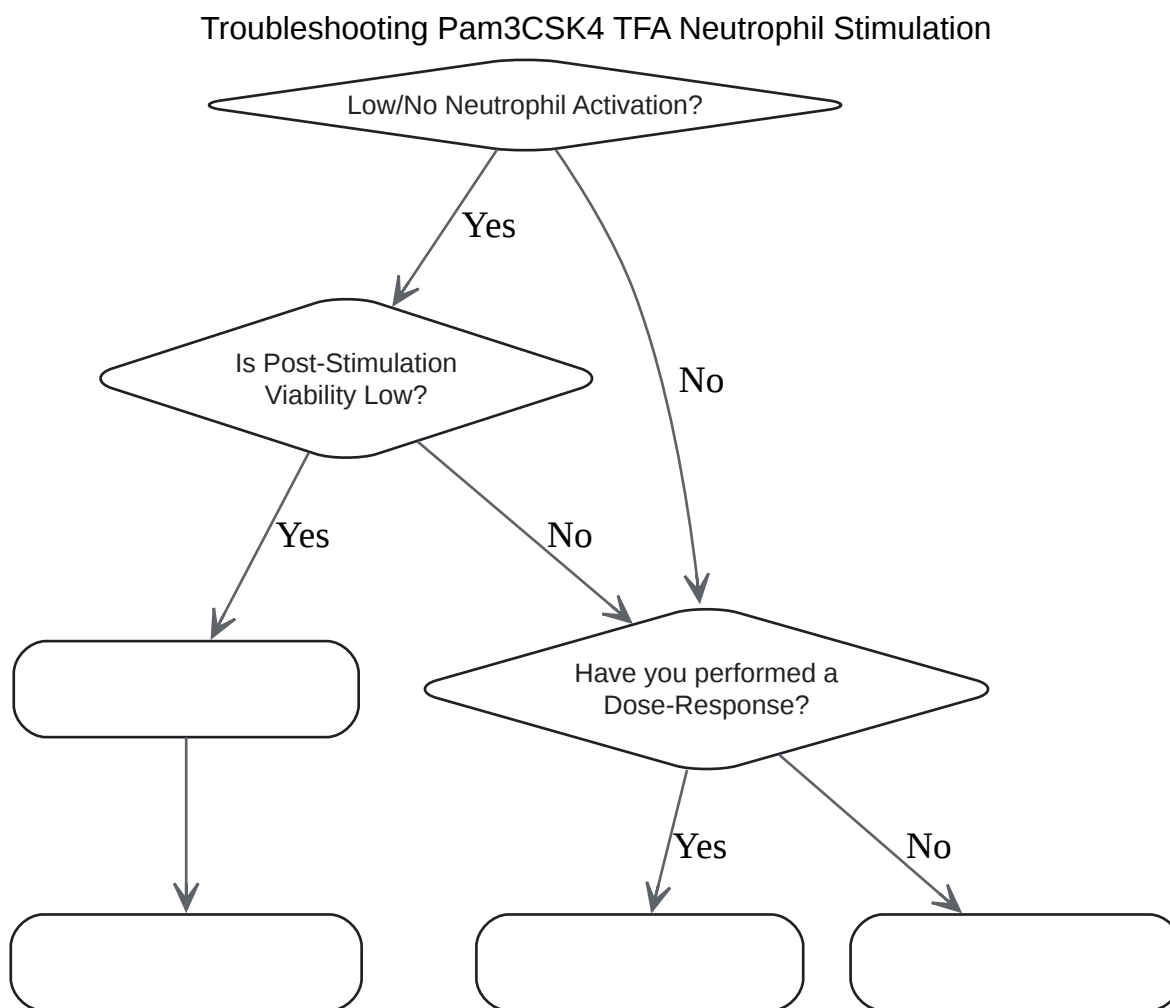 Troubleshooting Pam3CSK4 TFA Neutrophil Stimulation
Low/No Neutrophil Activation?
Yes
Is Post-Stimulation
Viability Low?
No
Yes
No
Have you performed a
Dose-Response?
Yes
No